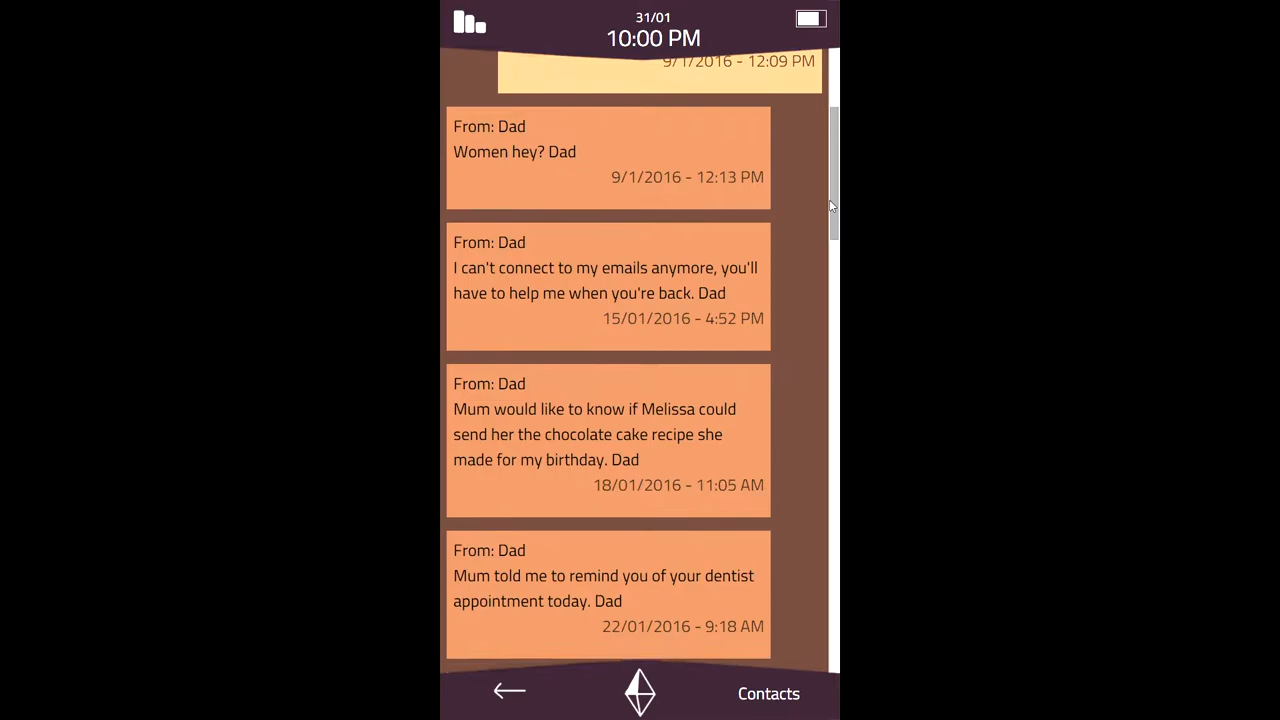 31/01
10:00 PM
9/1/2016 - 12:09 PM
From: Dad
Women hey? Dad
9/1/2016 - 12:13 PM
From: Dad
I can't connect to my emails anymore, you'll
have to help me when you're back. Dad
15/01/2016 - 4:52 PM
From: Dad
Mum would like to know if Melissa could
send her the chocolate cake recipe she
made for my birthday. Dad
18/01/2016 - 11:05 AM
From: Dad
Mum told me to remind you of your dentist
appointment today. Dad
22/01/2016 - 9:18 AM
Contacts